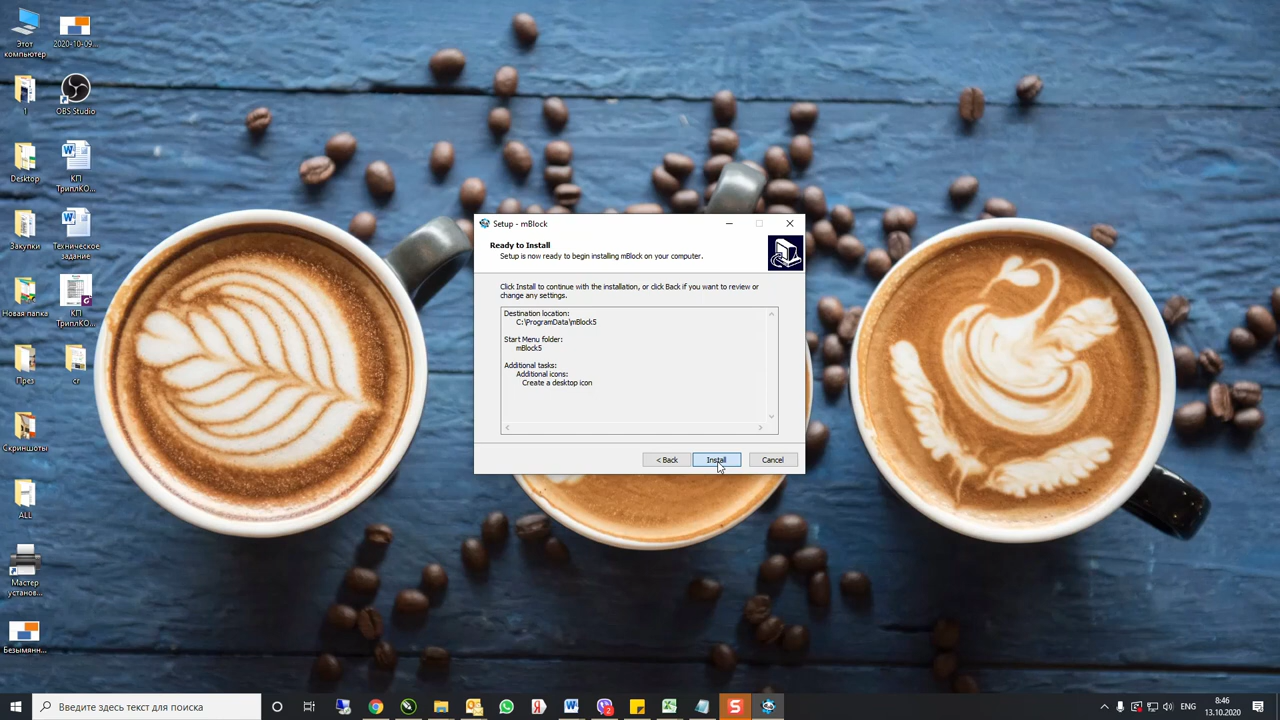 Этот
компьютер
2020-10-09...
1
OBS Studio
Desktop
КП
ТриплКО...
Закупки
Техническое
задание
Новая папка
КП
ТриплКО...
През
cr
Скриншоты
ALL
Мастер
установ...
Безымянн...
Setup - mBlock
Ready to Install
Setup is now ready to begin installing mBlock on your computer.
Click Install to continue with the installation, or click Back if you want to review or
change any settings.
Destination location:
C:\ProgramData\mBlock5
Start Menu folder:
mBlock5
Additional tasks:
Additional icons:
Create a desktop icon
< Back
Install
Cancel
Введите здесь текст для поиска
2
ENG
8:46
13.10.2020